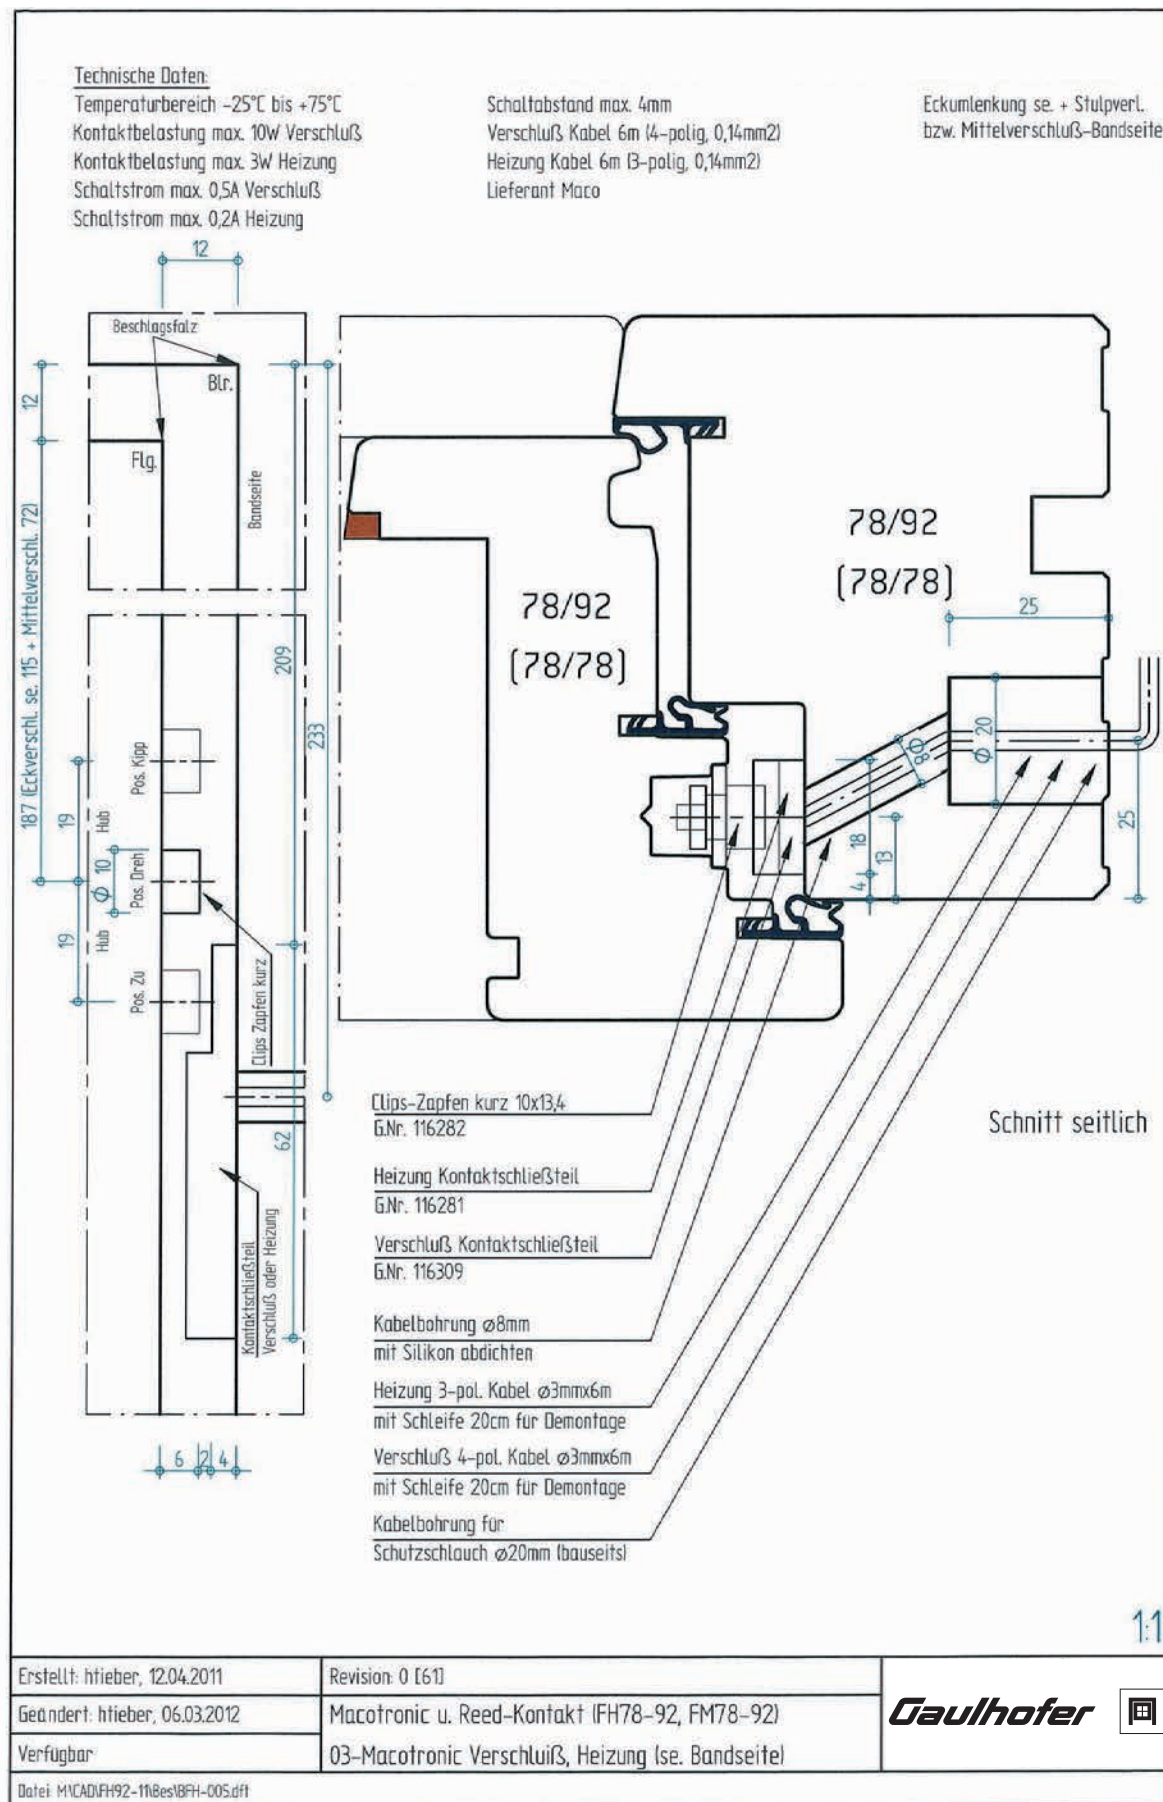 Technische Daten:
Temperaturbereich -25°C bis +75°C
Kontaktbelastung max. 10W Verschluß
Kontaktbelastung max. 3W Heizung
Schaltstrom max. 0,5A Verschluß
Schaltstrom max. 0,2A Heizung
Schaltabstand max. 4mm
Verschluß Kabel 6m (4-polig, 0,14mm2)
Heizung Kabel 6m (3-polig, 0,14mm2)
Lieferant Maco
Eckumlenkung se. + Stulpverl.
bzw. Mittelverschluß-Bandseite
12
Beschlagsfalz
Blr.
12
Flg.
Bandseite
187 (Eckverschl. se. 115 + Mittelverschl. 72)
209
233
Pos. Kipp
19
Hub
Ø 10
Pos. Dreh
19
Hub
Pos. Zu
Clips Zapfen kurz
62
Kontaktschließteil
Verschluß oder Heizung
6
2
4
78/92
(78/78)
78/92
(78/78)
25
Ø 20
Ø8
18
13
4
25
Clips-Zapfen kurz 10x13,4
G.Nr. 116282
Heizung Kontaktschließteil
G.Nr. 116281
Verschluß Kontaktschließteil
G.Nr. 116309
Kabelbohrung ø8mm
mit Silikon abdichten
Heizung 3-pol. Kabel ø3mmx6m
mit Schleife 20cm für Demontage
Verschluß 4-pol. Kabel ø3mmx6m
mit Schleife 20cm für Demontage
Kabelbohrung für
Schutzschlauch ø20mm (bauseits)
Schnitt seitlich
1:1
Erstellt: htieber, 12.04.2011
Revision: 0 [61]
Geändert: htieber, 06.03.2012
Macotronic u. Reed-Kontakt (FH78-92, FM78-92)
Verfügbar
03-Macotronic Verschluiß, Heizung (se. Bandseite)
Gaulhofer
Datei: M:\CAD\FH92-11\Bes\BFH-005.dft